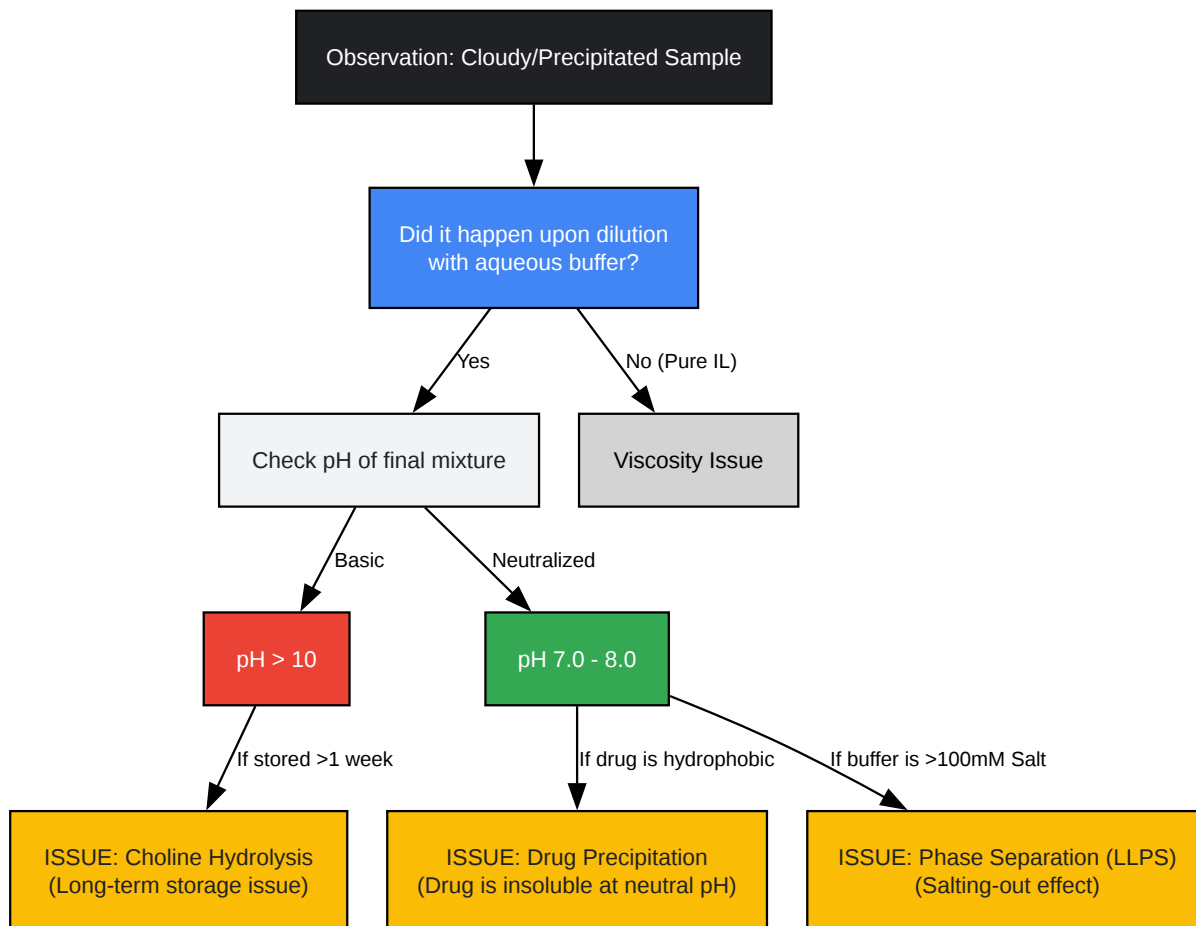 Observation: Cloudy/Precipitated Sample
Did it happen upon dilution
with aqueous buffer?
Yes
No (Pure IL)
Check pH of final mixture
Viscosity Issue
Basic
Neutralized
pH > 10
pH 7.0 - 8.0
If stored >1 week
If drug is hydrophobic
If buffer is >100mM Salt
ISSUE: Choline Hydrolysis
(Long-term storage issue)
ISSUE: Drug Precipitation
(Drug is insoluble at neutral pH)
ISSUE: Phase Separation (LLPS)
(Salting-out effect)